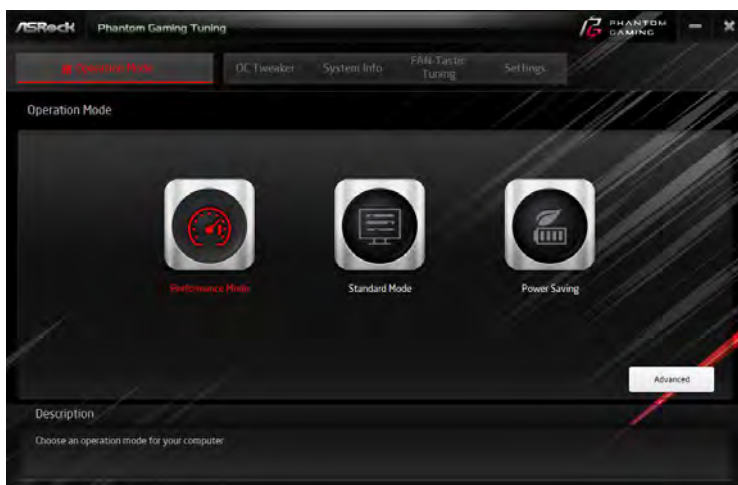 ASRock
Phantom Gaming Tuning
PHANTOM
GAMING
Operation Mode
OC Tweaker
System Info
FAN-Tastic
Tuning
Settings
Operation Mode
Performance Mode
Standard Mode
Power Saving
Advanced
Description
Choose an operation mode for your computer